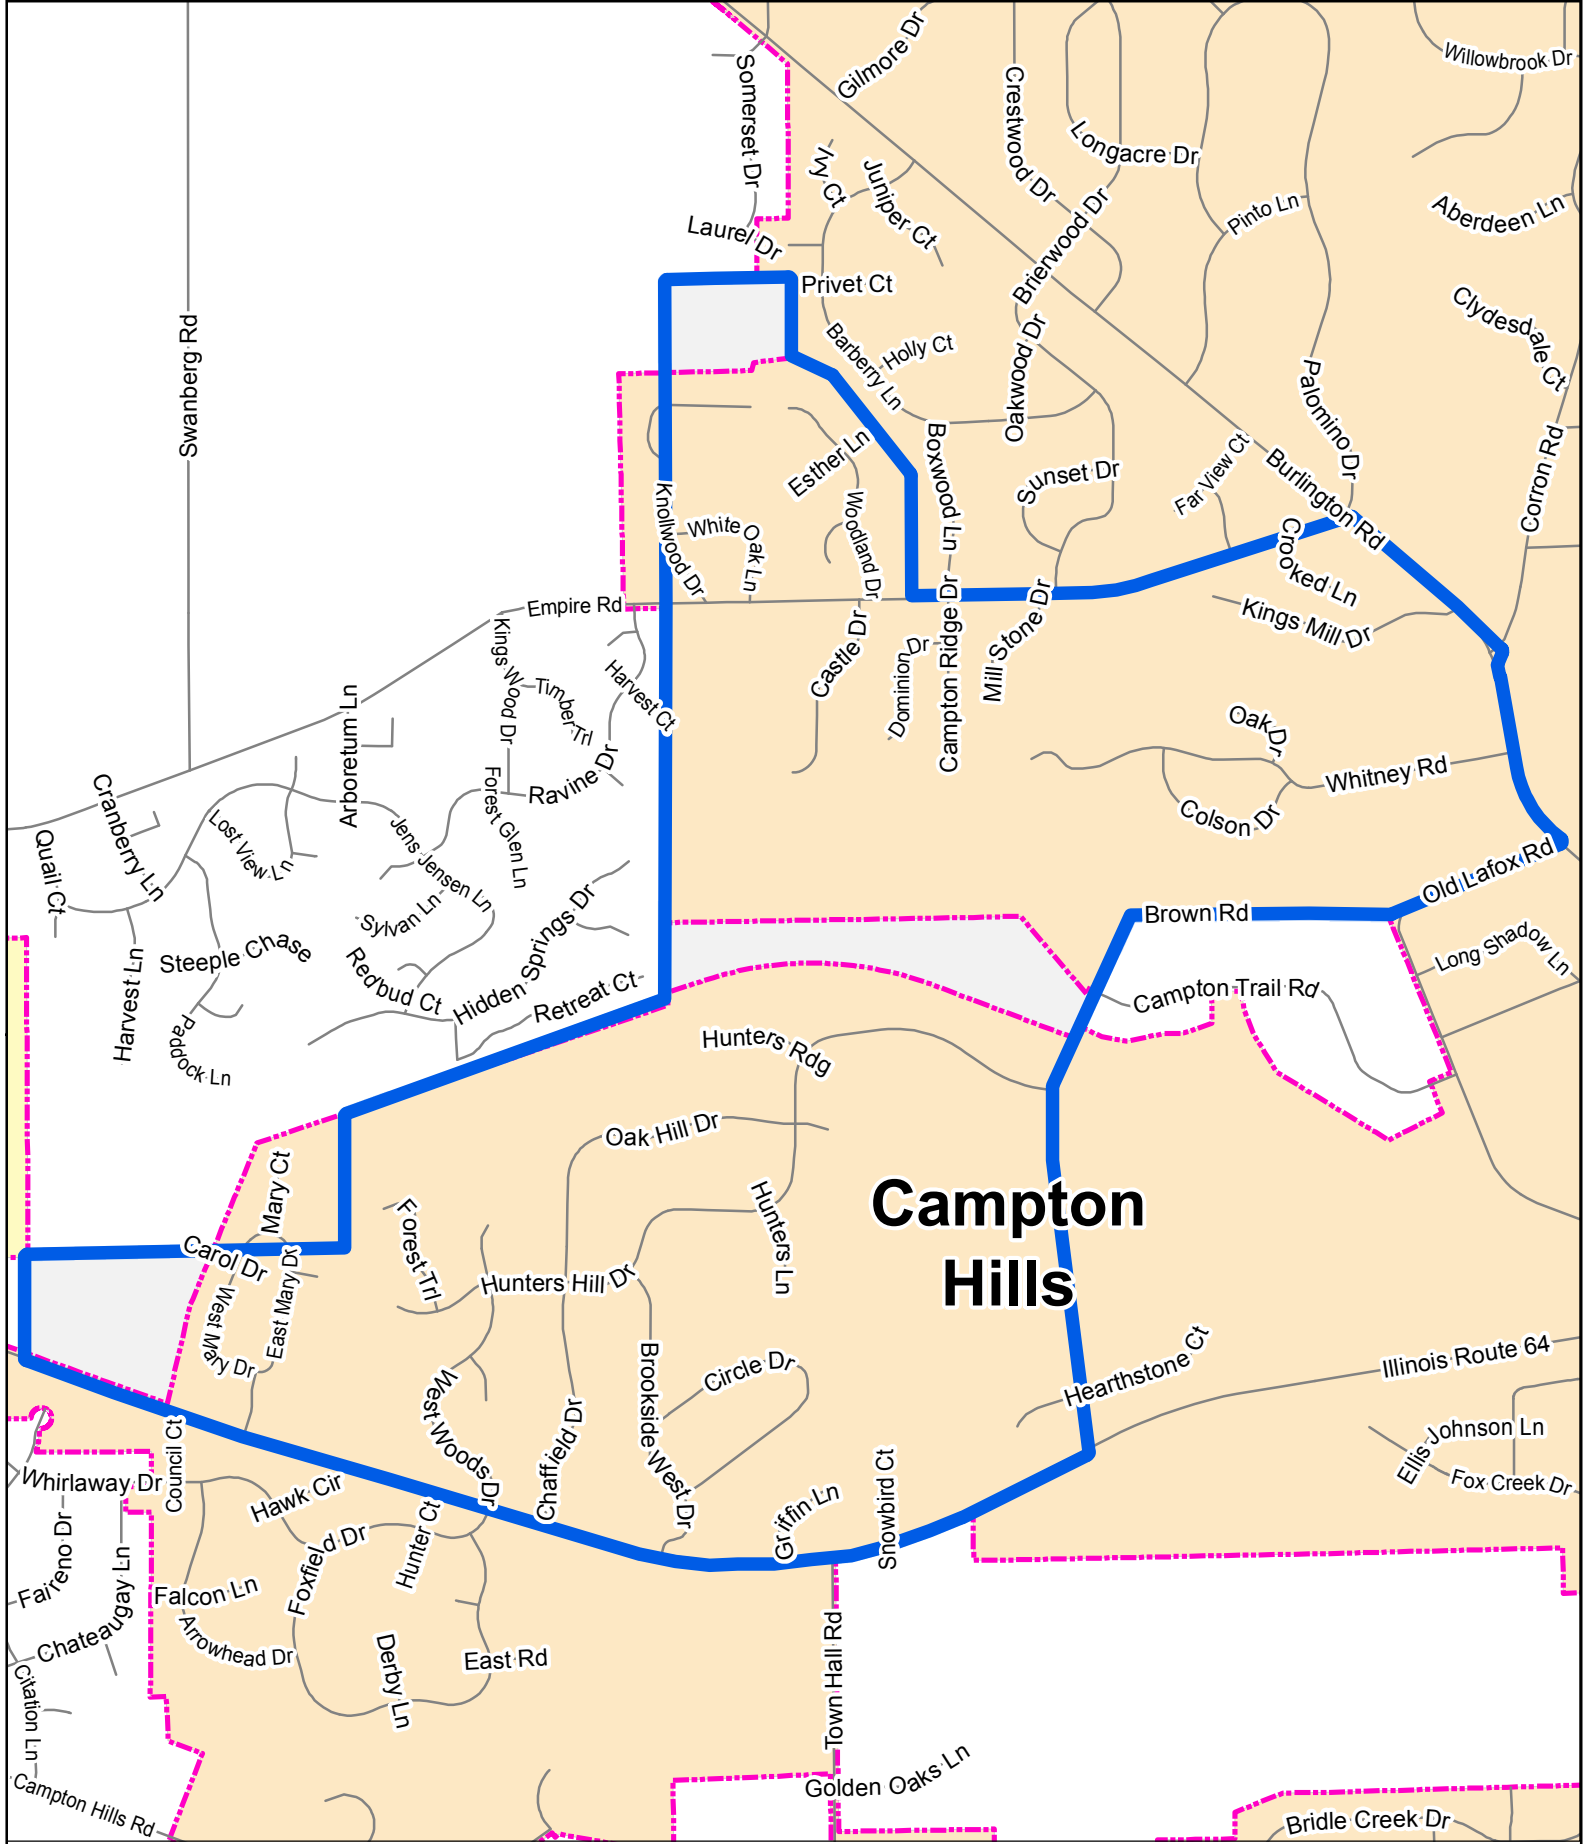 Gilmore Dr
Willowbrook Dr
Somerset Dr
Crestwood Dr
Longacre Dr
Ivy Ct
Juniper Ct
Aberdeen Ln
Pinto Ln
Laurel Dr
Brierwood Dr
Privet Ct
Clydesdale Ct
Swanberg Rd
Barberry Ln
Holly Ct
Oakwood Dr
Palomino Dr
Esther Ln
Boxwood Ln
Sunset Dr
Far View Ct
Burlington Rd
Corron Rd
Knollwood Dr
White Oak Ln
Woodland Dr
Crooked Ln
Empire Rd
Kings Mill Dr
Kings Wood Dr
Timber Trl
Harvest Ct
Castle Dr
Dominion Dr
Campton Ridge Dr
Mill Stone Dr
Arboretum Ln
Oak Dr
Whitney Rd
Ravine Dr
Forest Glen Ln
Cranberry Ln
Quail Ct
Lost View Ln
Jens Jensen Ln
Colson Dr
Old Lafox Rd
Sylvan Ln
Brown Rd
Steeple Chase
Harvest Ln
Redbud Ct
Hidden Springs Dr
Retreat Ct
Long Shadow Ln
Campton Trail Rd
Paddock Ln
Hunters Rdg
Oak Hill Dr
Mary Ct
Campton
Hills
Forest Trl
Hunters Ln
Carol Dr
West Mary Dr
East Mary Dr
Hunters Hill Dr
Brookside West Dr
Circle Dr
Hearthstone Ct
Illinois Route 64
West Woods Dr
Chaffield Dr
Council Ct
Whirlaway Dr
Hawk Cir
Hunter Ct
Griffin Ln
Snowbird Ct
Ellis Johnson Ln
Fox Creek Dr
Faireno Dr
Chateaugay Ln
Foxfield Dr
Falcon Ln
Arrowhead Dr
Derby Ln
East Rd
Town Hall Rd
Citation Ln
Campton Hills Rd
Golden Oaks Ln
Bridle Creek Dr